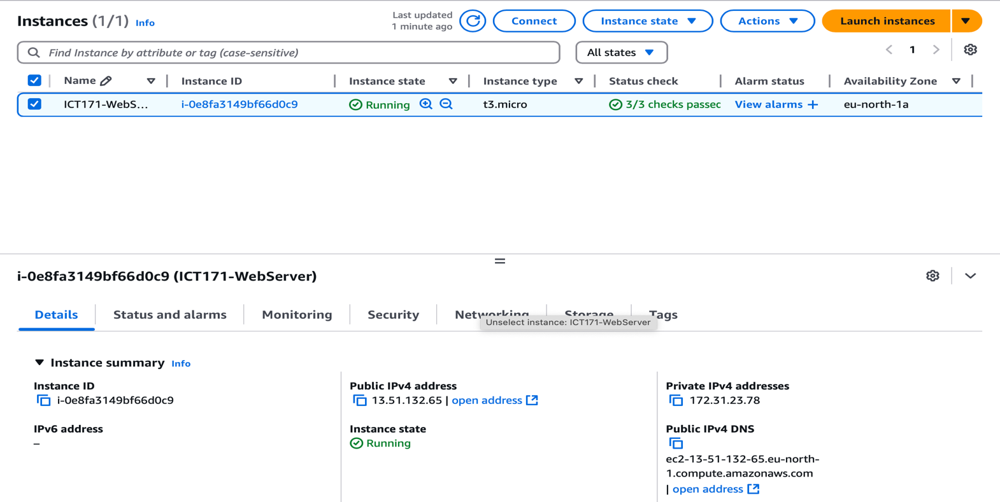 Instances (1/1) Info
Last updated
1 minute ago
Connect
Instance state
Actions
Launch instances
Find Instance by attribute or tag (case-sensitive)
All states
1
Name
Instance ID
Instance state
Instance type
Status check
Alarm status
Availability Zone
ICT171-WebS...
i-0e8fa3149bf66d0c9
Running
t3.micro
3/3 checks passec
View alarms +
eu-north-1a
i-0e8fa3149bf66d0c9 (ICT171-WebServer)
Details
Status and alarms
Monitoring
Security
Networking
Storage
Tags
Unselect instance: ICT171-WebServer
Instance summary Info
Instance ID
i-0e8fa3149bf66d0c9
IPv6 address
–
Public IPv4 address
13.51.132.65 | open address
Instance state
Running
Private IPv4 addresses
172.31.23.78
Public IPv4 DNS
ec2-13-51-132-65.eu-north-
1.compute.amazonaws.com
| open address